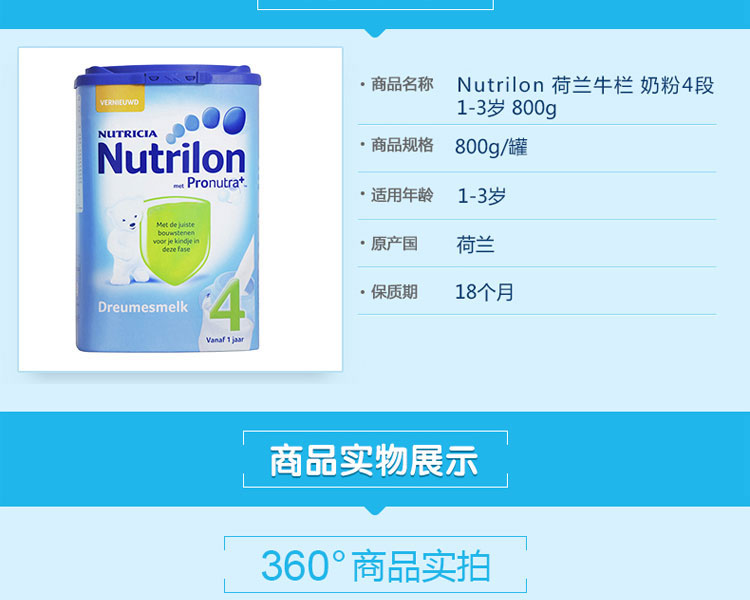 VERNIEUWD
NUTRICIA
Nutrilon
met Pronutra+
Met de juiste
bouwstenen
voor je kindje in
deze fase
Dreumesmelk
4
Vanaf 1 jaar
· 商品名称 Nutrilon 荷兰牛栏 奶粉4段
1-3岁 800g
· 商品规格 800g/罐
· 适用年龄 1-3岁
· 原产国 荷兰
· 保质期 18个月
商品实物展示
360°商品实拍